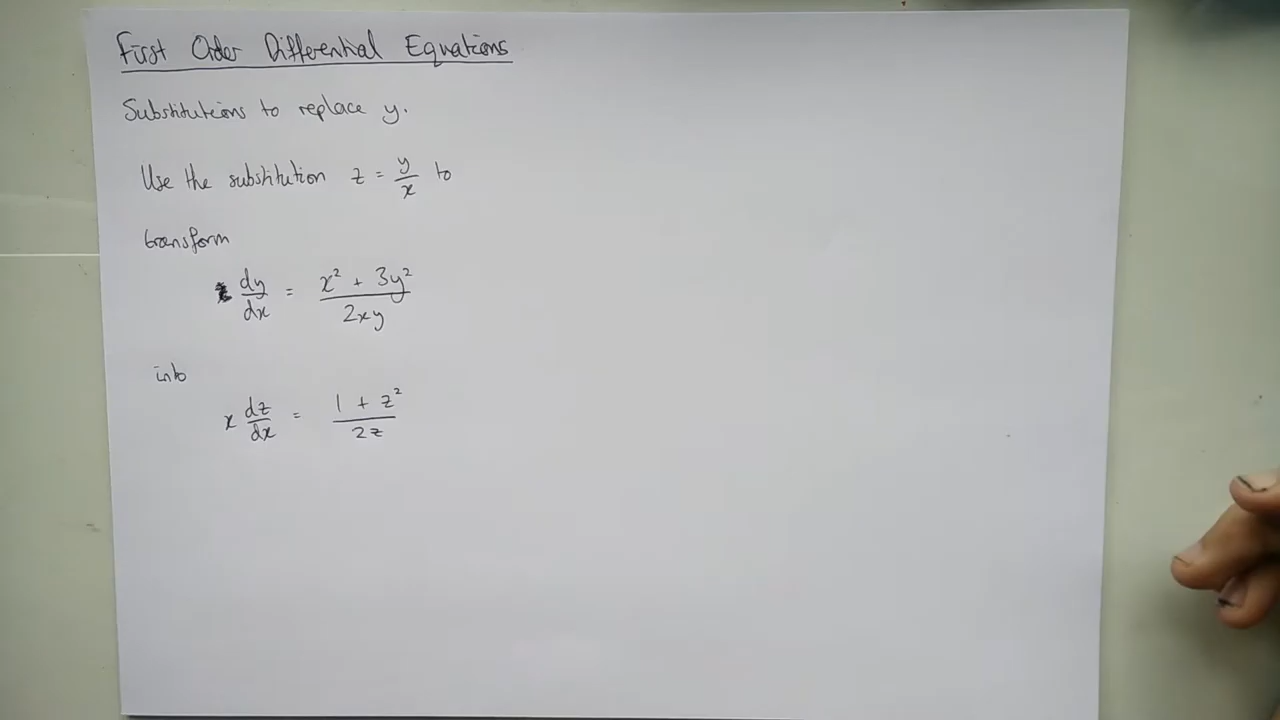 First Order Differential Equations
Substitutions to replace y.
Use the substitution z = y/x to
transform
dy/dx = (x² + 3y²)/(2xy)
into
x dz/dx = (1 + z²)/(2z)